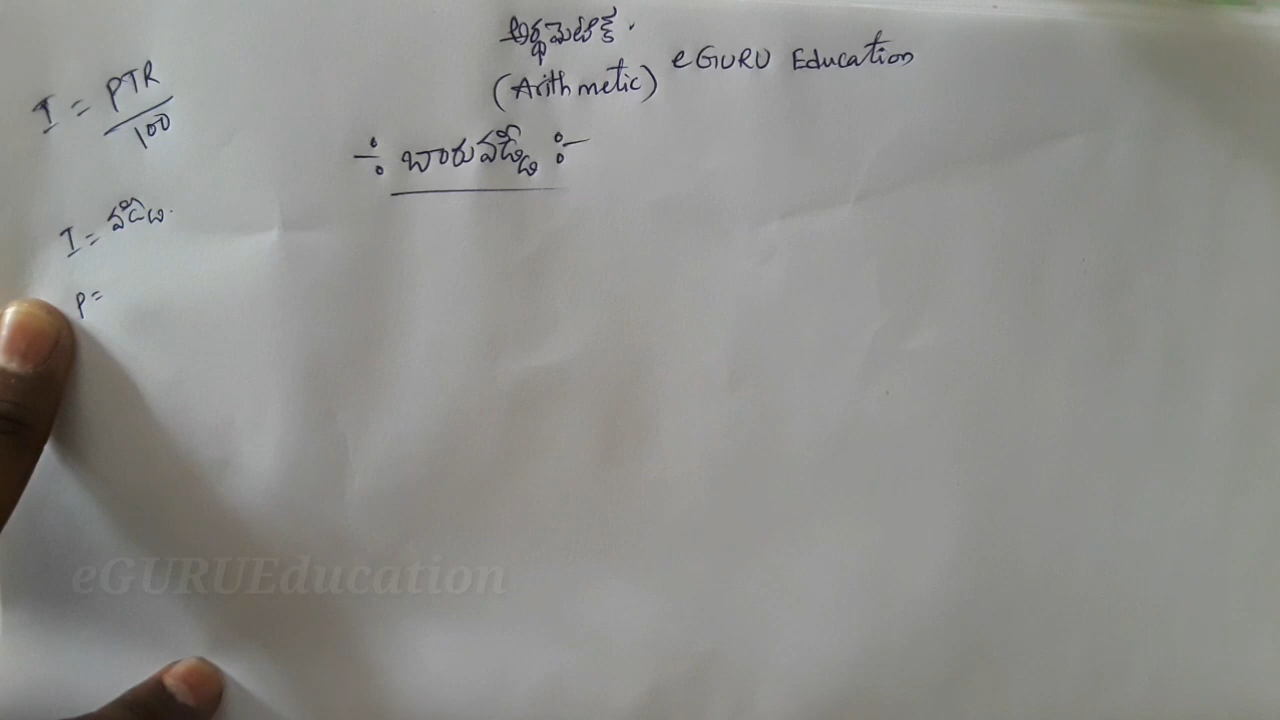 అర్థమెటిక్.
(Arithmetic) eGURU Education
÷ బారువడ్డీ :-
I = PTR
100
I = వడ్డి.
P =
eGURUEducation